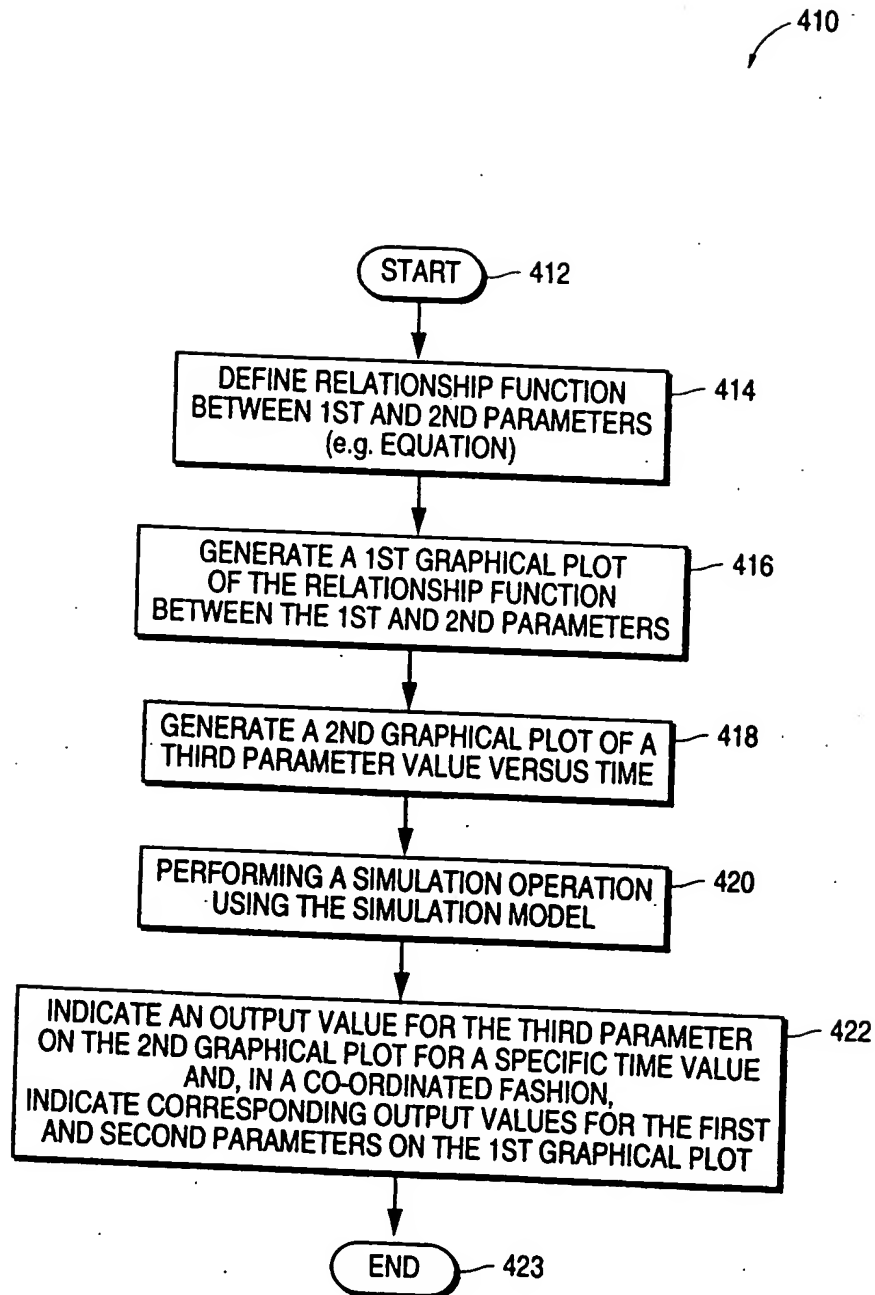 410
START
412
DEFINE RELATIONSHIP FUNCTION
BETWEEN 1ST AND 2ND PARAMETERS
(e.g. EQUATION)
414
GENERATE A 1ST GRAPHICAL PLOT
OF THE RELATIONSHIP FUNCTION
BETWEEN THE 1ST AND 2ND PARAMETERS
416
GENERATE A 2ND GRAPHICAL PLOT OF A
THIRD PARAMETER VALUE VERSUS TIME
418
PERFORMING A SIMULATION OPERATION
USING THE SIMULATION MODEL
420
INDICATE AN OUTPUT VALUE FOR THE THIRD PARAMETER
ON THE 2ND GRAPHICAL PLOT FOR A SPECIFIC TIME VALUE
AND, IN A CO-ORDINATED FASHION,
INDICATE CORRESPONDING OUTPUT VALUES FOR THE FIRST
AND SECOND PARAMETERS ON THE 1ST GRAPHICAL PLOT
422
END
423